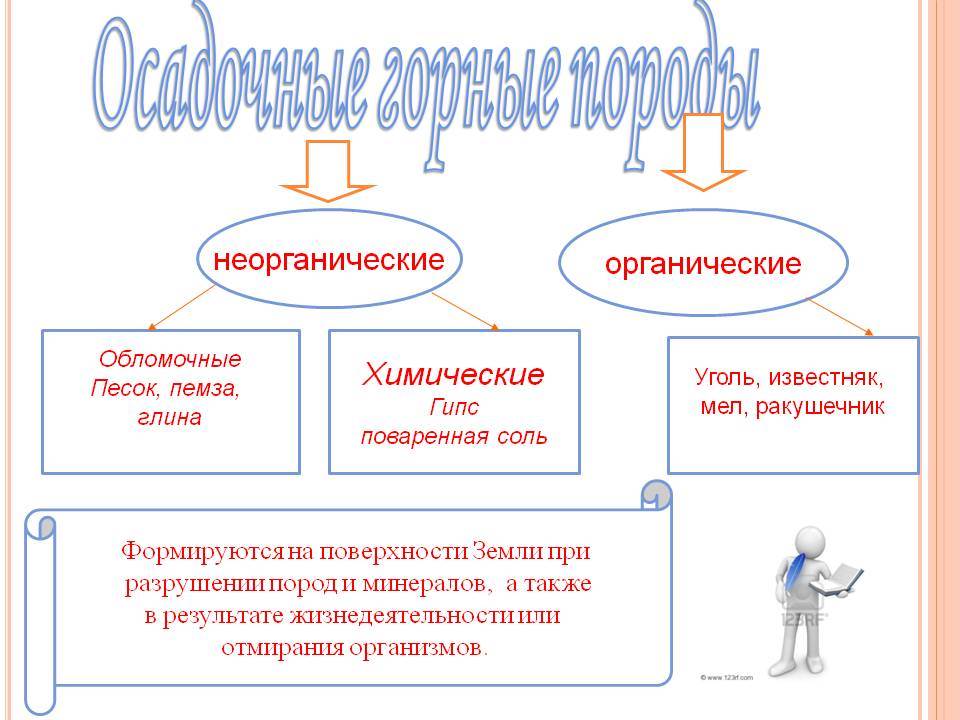 Осадочные горные породы
неорганические
органические
Обломочные
Песок, пемза,
глина
Химические
Гипс
поваренная соль
Уголь, известняк,
мел, ракушечник
Формируются на поверхности Земли при
разрушении пород и минералов, а также
в результате жизнедеятельности или
отмирания организмов.
123RF
© www.123rf.com